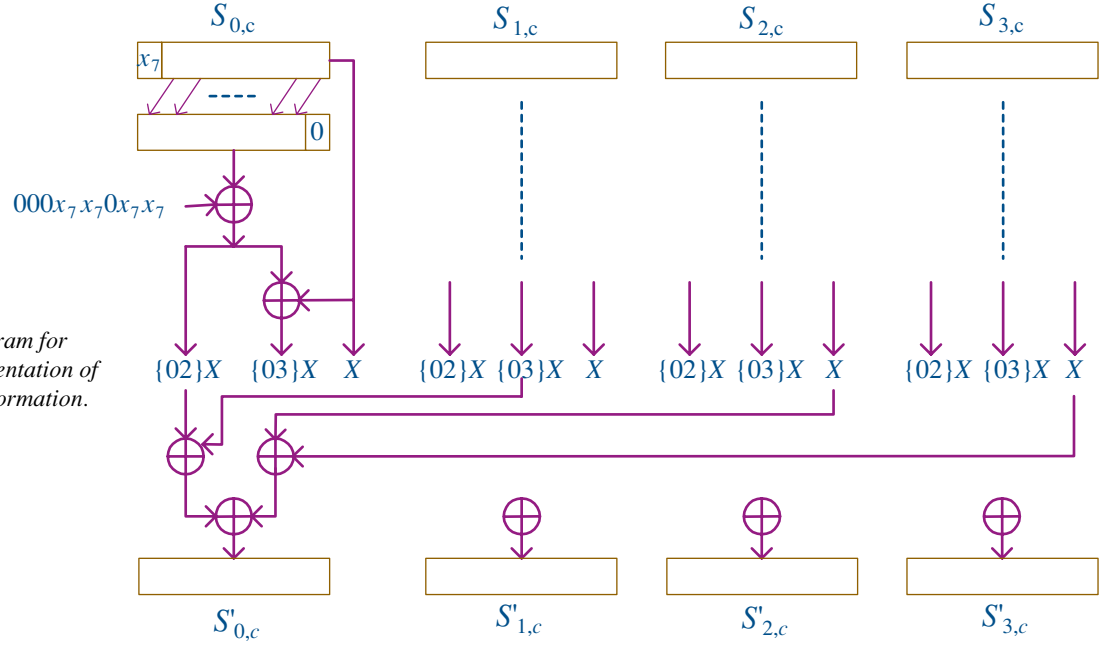 S0,c S1,c S2,c S3,c
x7
0
000x7x70x7x7
ram for
entation of
ormation.
{02}X {03}X X {02}X {03}X X {02}X {03}X X {02}X {03}X X
S'0,c S'1,c S'2,c S'3,c